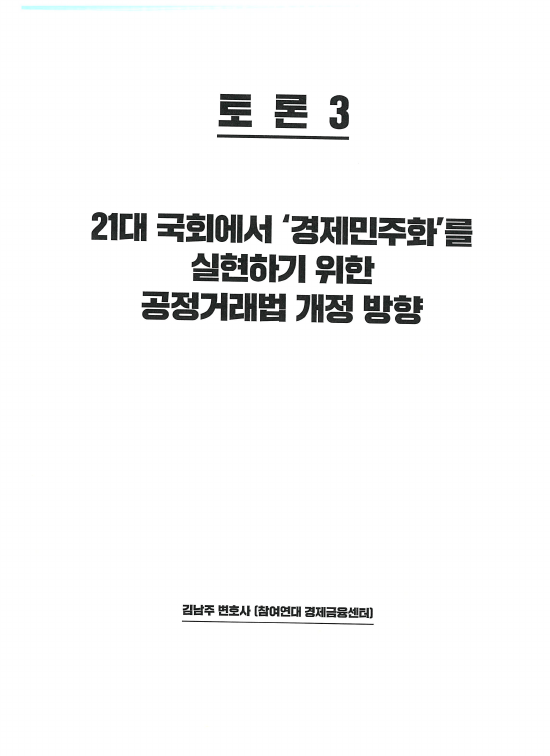 토 론 3
21대 국회에서 ‘경제민주화’를
실현하기 위한
공정거래법 개정 방향
김남주 변호사 (참여연대 경제금융센터)